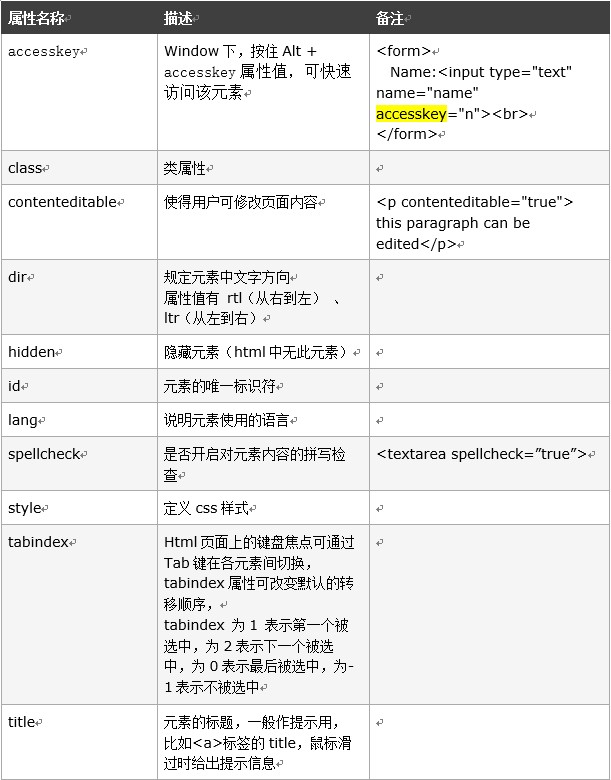 属性名称 描述 备注
accesskey Window 下，按住 Alt + <form>
accesskey 属性值， 可快速 Name:<input type="text"
访问该元素 name="name"
accesskey="n"><br>
</form>
class 类属性
contenteditable 使得用户可修改页面内容 <p contenteditable="true">
this paragraph can be
edited</p>
dir 规定元素中文字方向
属性值有 rtl（从右到左） 、
ltr（从左到右）
hidden 隐藏元素（html 中无此元素）
id 元素的唯一标识符
lang 说明元素使用的语言
spellcheck 是否开启对元素内容的拼写检 <textarea spellcheck=”true”>
查
style 定义 css 样式
tabindex Html 页面上的键盘焦点可通过
Tab 键在各元素间切换，
tabindex 属性可改变默认的转
移顺序，
tabindex 为 1 表示第一个被
选中，为 2 表示下一个被选
中，为 0 表示最后被选中，为-
1 表示不被选中
title 元素的标题，一般作提示用，
比如<a>标签的 title，鼠标滑
过时给出提示信息